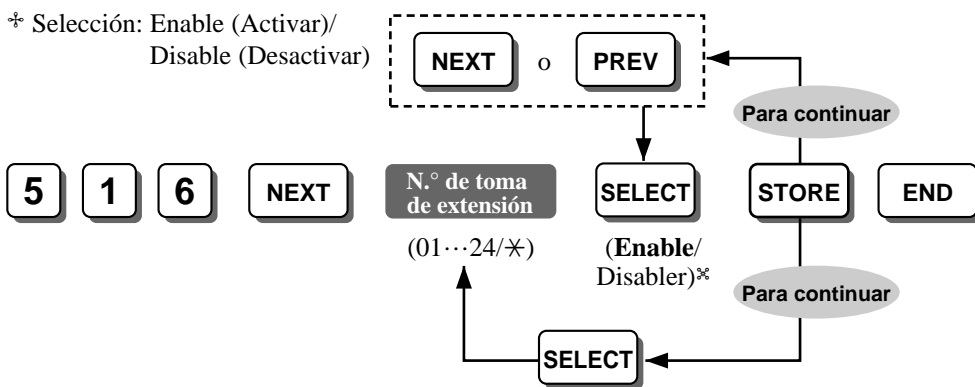 ✢ Selección: Enable (Activar)/
Disable (Desactivar)
NEXT o PREV
Para continuar
5 1 6 NEXT N.° de toma de extensión SELECT STORE END
(01···24/✳) (Enable/
Disabler)✤
Para continuar
SELECT